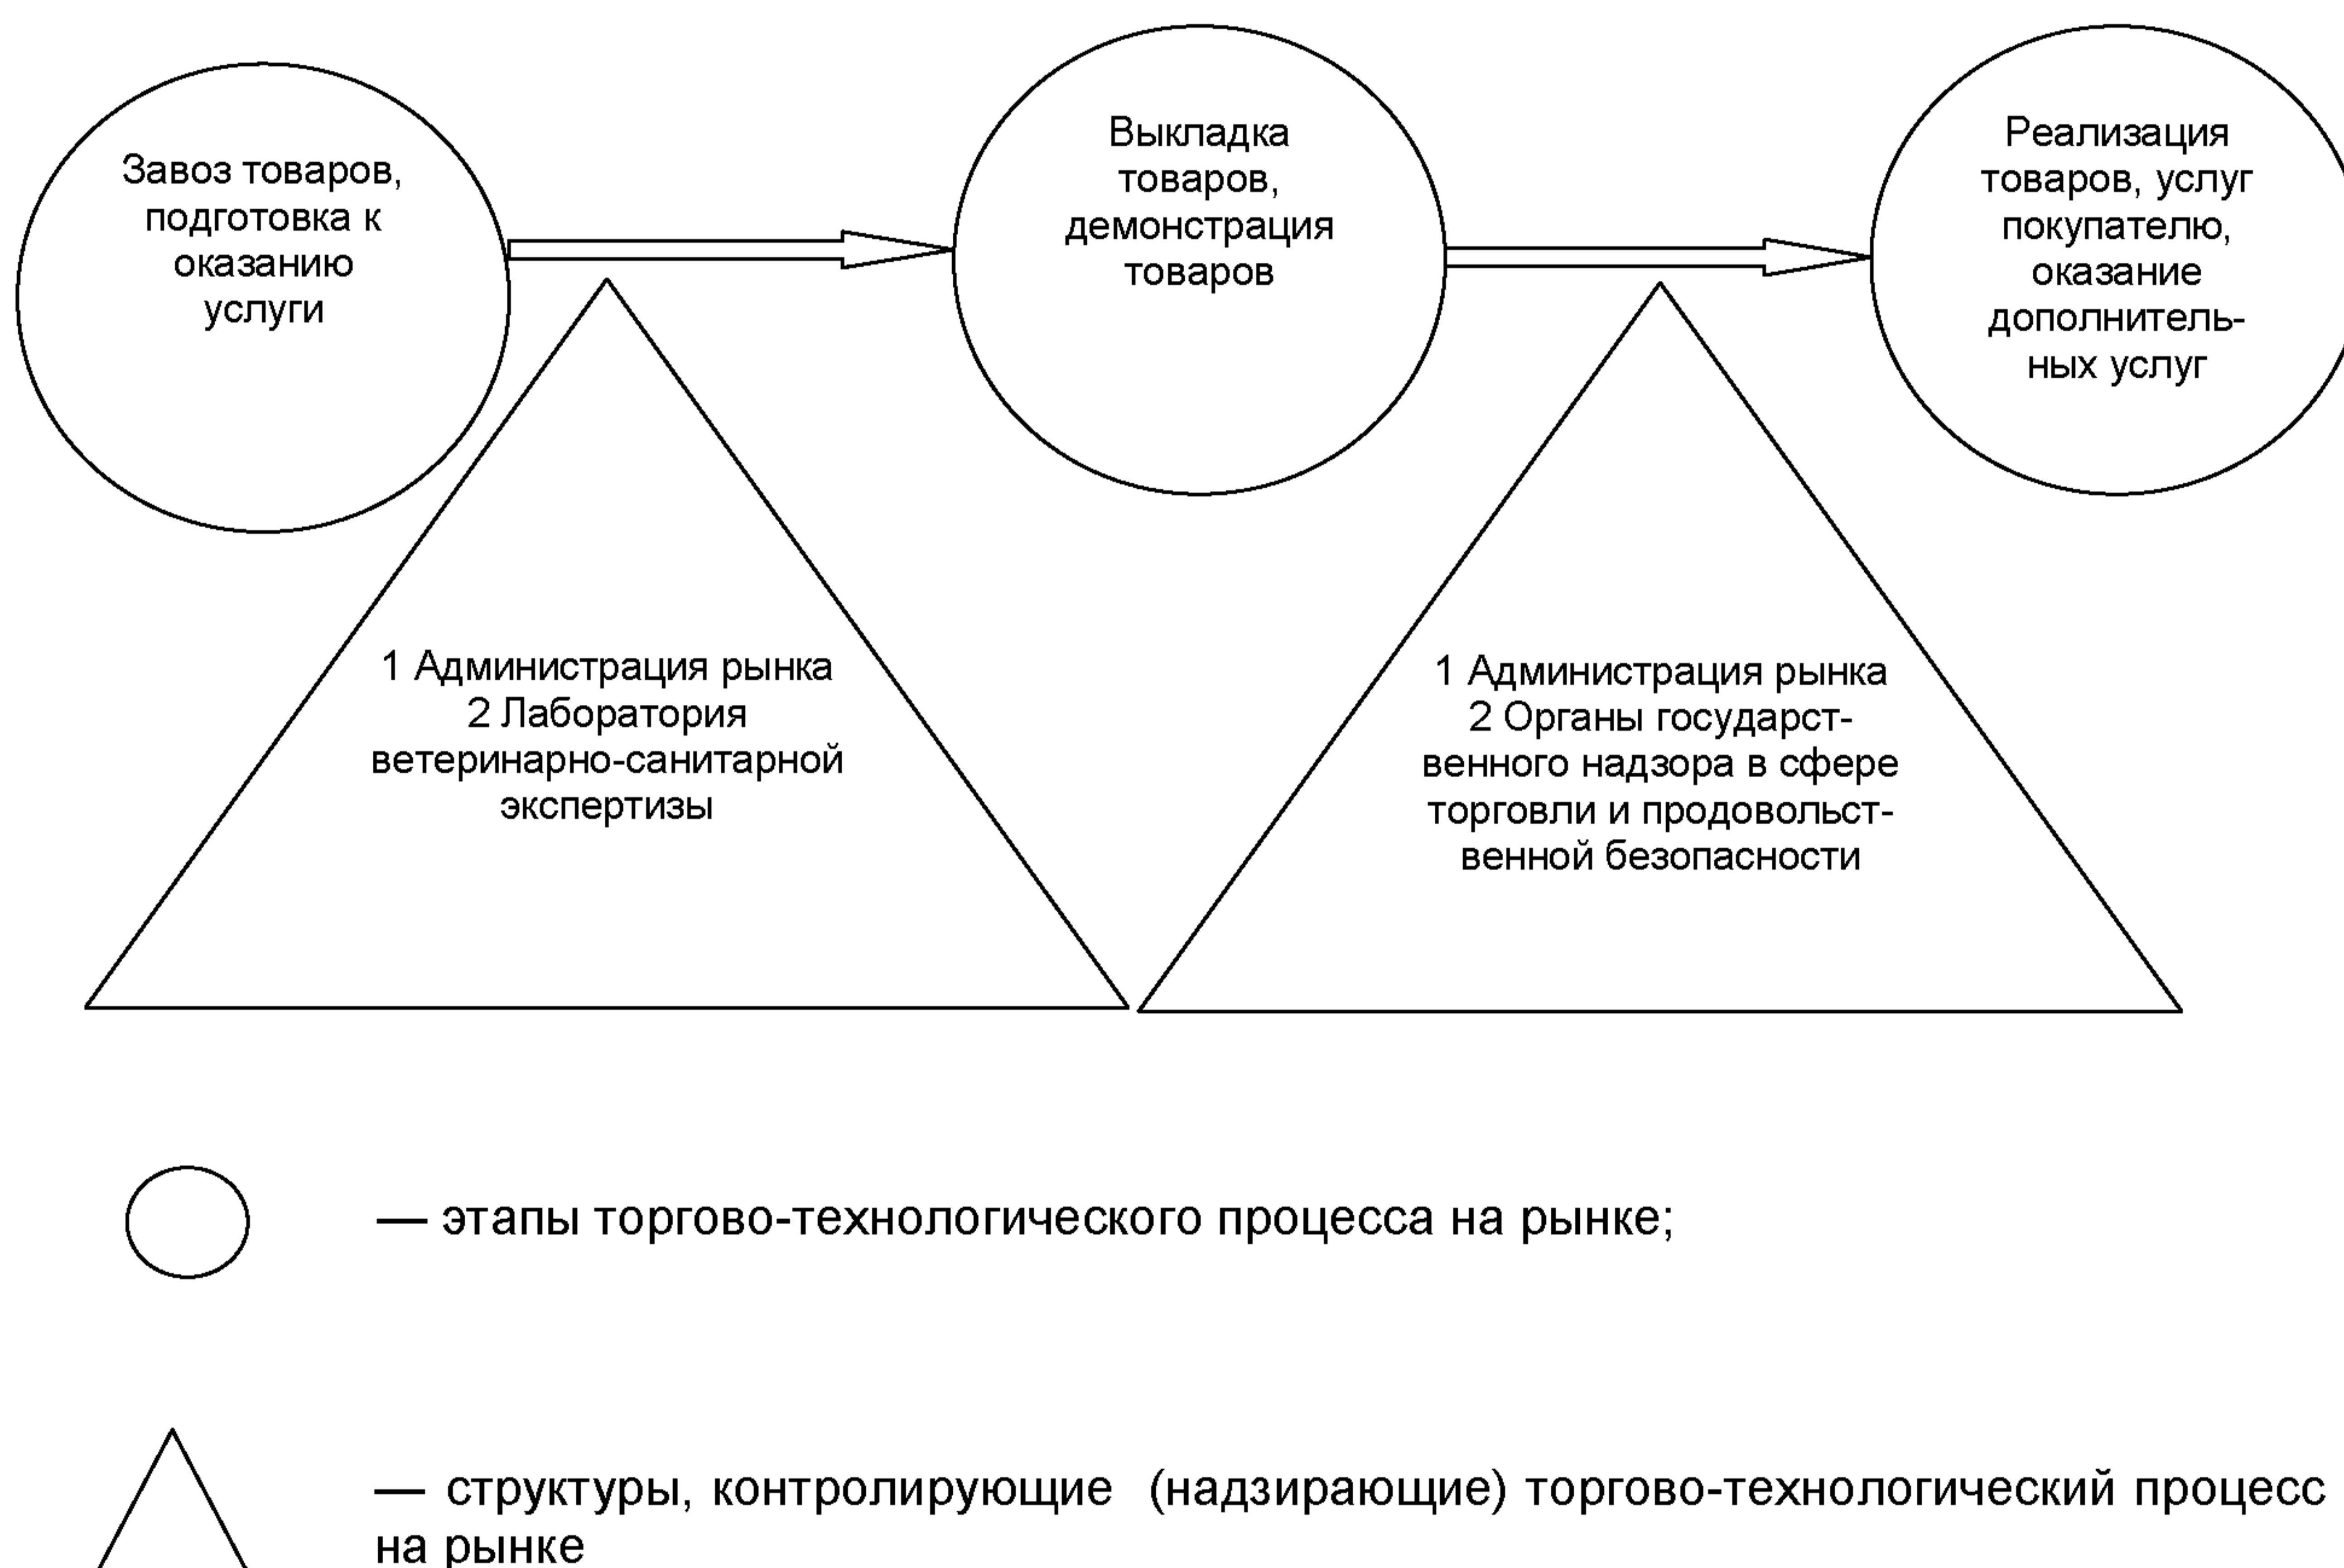 Завоз товаров,
подготовка к
оказанию
услуги
Выкладка
товаров,
демонстрация
товаров
Реализация
товаров, услуг
покупателю,
оказание
дополнитель-
ных услуг
1 Администрация рынка
2 Лаборатория
ветеринарно-санитарной
экспертизы
1 Администрация рынка
2 Органы государст-
венного надзора в сфере
торговли и продовольст-
венной безопасности
— этапы торгово-технологического процесса на рынке;
— структуры, контролирующие (надзирающие) торгово-технологический процесс
на рынке